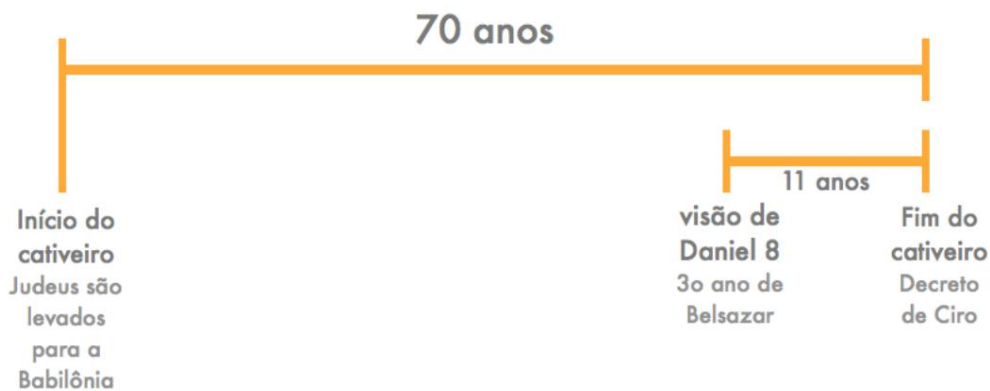 70 anos
11 anos
Início do
cativeiro
Judeus são
levados
para a
Babilônia
visão de
Daniel 8
3o ano de
Belsazar
Fim do
cativeiro
Decreto
de Ciro